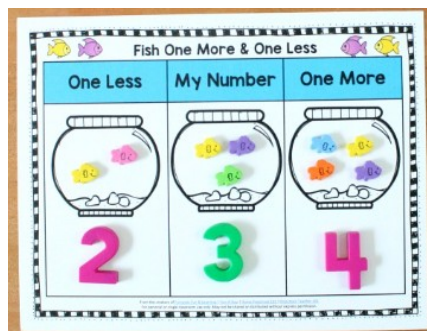 Fish One More & One Less
One Less
My Number
One More
2
3
4